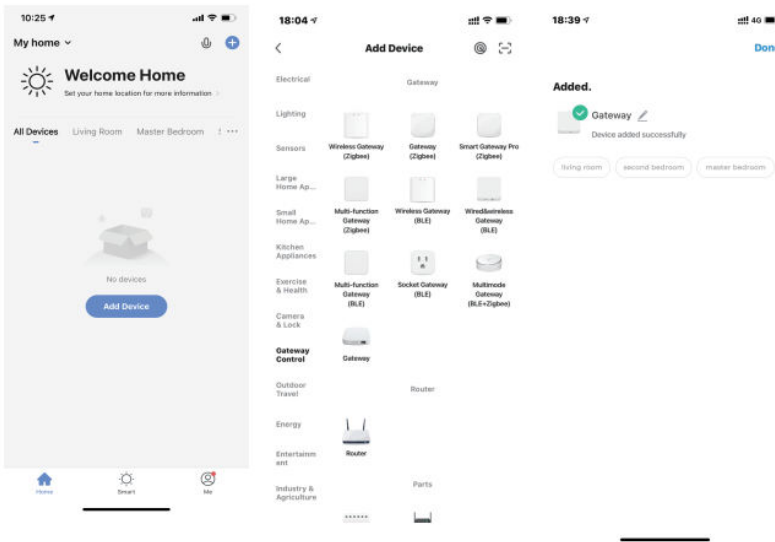 10:25
My home
Welcome Home
Set your home location for more information
All Devices Living Room Master Bedroom
No devices
Add Device
Home Smart Me
18:04
Add Device
Electrical
Lighting
Sensors
Large
Home Ap...
Small
Home Ap...
Kitchen
Appliances
Exercise
& Health
Camera
& Lock
Gateway
Control
Outdoor
Travel
Energy
Entertainm
ent
Industry &
Agriculture
Gateway
Wireless Gateway
(Zigbee)
Gateway
(Zigbee)
Smart Gateway Pro
(Zigbee)
Multi-function
Gateway
(Zigbee)
Wireless Gateway
(BLE)
Wired&wireless
Gateway
(BLE)
Multi-function
Gateway
(BLE)
Socket Gateway
(BLE)
Multimode
Gateway
(BLE+Zigbee)
Gateway
Router
Router
Parts
18:39 4G
Don
Added.
Gateway
Device added successfully
living room second bedroom master bedroom